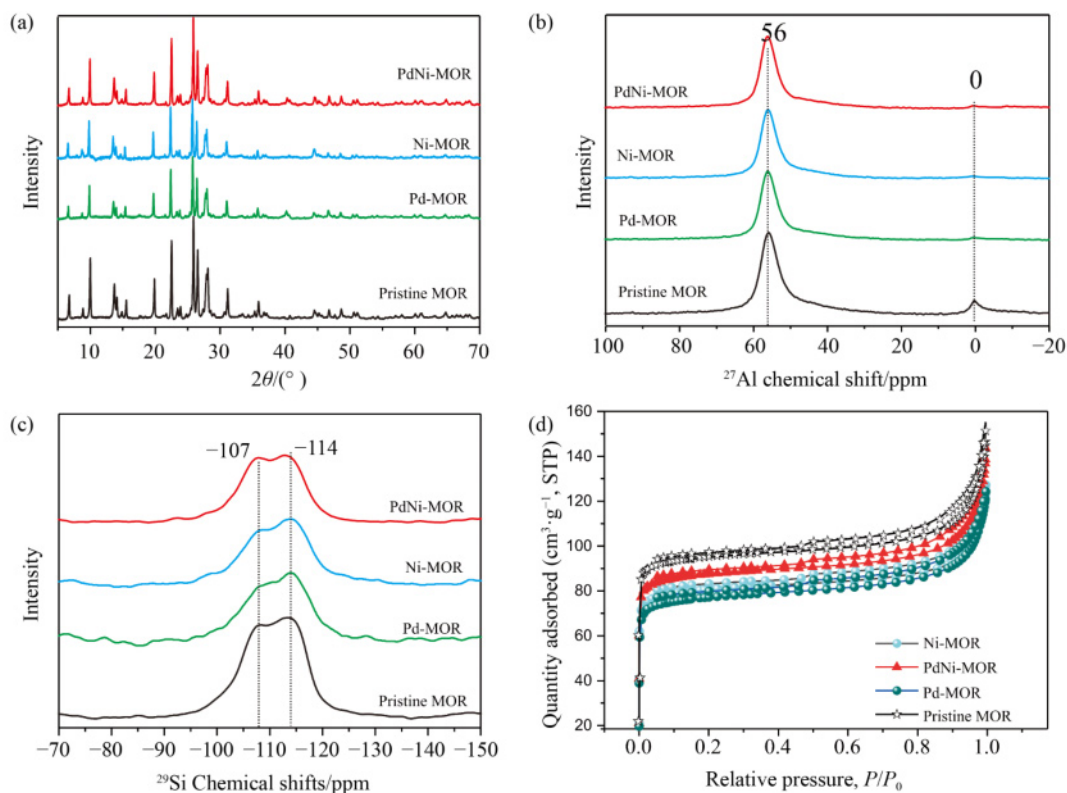 (a)
PdNi-MOR
Ni-MOR
Pd-MOR
Pristine MOR
Intensity
10 20 30 40 50 60 70
2θ/(° )
(b)
56
0
PdNi-MOR
Ni-MOR
Pd-MOR
Pristine MOR
Intensity
100 80 60 40 20 0 −20
²⁷Al chemical shift/ppm
(c)
−107
−114
PdNi-MOR
Ni-MOR
Pd-MOR
Pristine MOR
Intensity
−70 −80 −90 −100 −110 −120 −130 −140 −150
²⁹Si Chemical shifts/ppm
(d)
160
140
120
100
80
60
40
20
Quantity adsorbed (cm³·g⁻¹, STP)
Ni-MOR
PdNi-MOR
Pd-MOR
Pristine MOR
0.0 0.2 0.4 0.6 0.8 1.0
Relative pressure, P/P₀